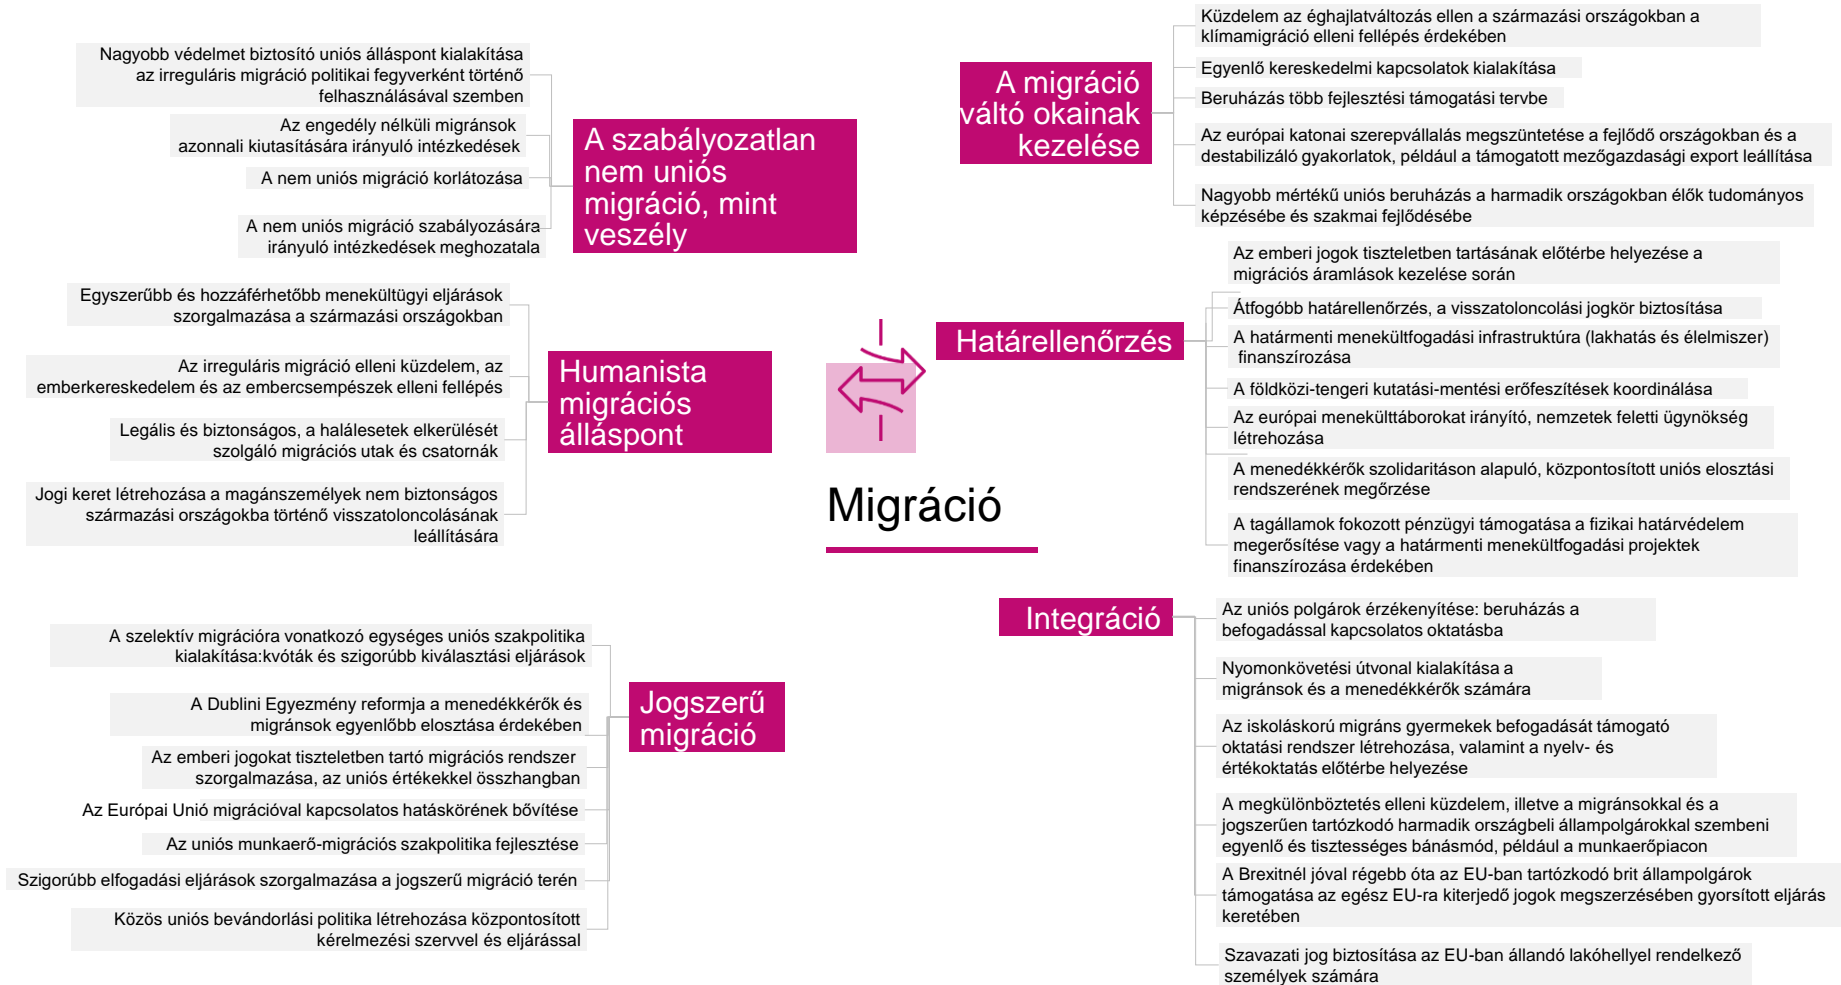 Nagyobb védelmet biztosító uniós álláspont kialakítása
az irreguláris migráció politikai fegyverként történő
felhasználásával szemben
Az engedély nélküli migránsok
azonnali kiutasítására irányuló intézkedések
A nem uniós migráció korlátozása
A nem uniós migráció szabályozására
irányuló intézkedések meghozatala
A szabályozatlan
nem uniós
migráció, mint
veszély
Egyszerűbb és hozzáférhetőbb menekültügyi eljárások
szorgalmazása a származási országokban
Az irreguláris migráció elleni küzdelem, az
emberkereskedelem és az embercsempészek elleni fellépés
Legális és biztonságos, a halálesetek elkerülését
szolgáló migrációs utak és csatornák
Jogi keret létrehozása a magánszemélyek nem biztonságos
származási országokba történő visszatoloncolásának
leállítására
Humanista
migrációs
álláspont
A szelektív migrációra vonatkozó egységes uniós szakpolitika
kialakítása:kvóták és szigorúbb kiválasztási eljárások
A Dublini Egyezmény reformja a menedékkérők és
migránsok egyenlőbb elosztása érdekében
Az emberi jogokat tiszteletben tartó migrációs rendszer
szorgalmazása, az uniós értékekkel összhangban
Az Európai Unió migrációval kapcsolatos hatáskörének bővítése
Az uniós munkaerő-migrációs szakpolitika fejlesztése
Szigorúbb elfogadási eljárások szorgalmazása a jogszerű migráció terén
Közös uniós bevándorlási politika létrehozása központosított
kérelmezési szervvel és eljárással
Jogszerű
migráció
Migráció
A migráció
váltó okainak
kezelése
Küzdelem az éghajlatváltozás ellen a származási országokban a
klímamigráció elleni fellépés érdekében
Egyenlő kereskedelmi kapcsolatok kialakítása
Beruházás több fejlesztési támogatási tervbe
Az európai katonai szerepvállalás megszüntetése a fejlődő országokban és a
destabilizáló gyakorlatok, például a támogatott mezőgazdasági export leállítása
Nagyobb mértékű uniós beruházás a harmadik országokban élők tudományos
képzésébe és szakmai fejlődésébe
Határellenőrzés
Az emberi jogok tiszteletben tartásának előtérbe helyezése a
migrációs áramlások kezelése során
Átfogóbb határellenőrzés, a visszatoloncolási jogkör biztosítása
A határmenti menekültfogadási infrastruktúra (lakhatás és élelmiszer)
finanszírozása
A földközi-tengeri kutatási-mentési erőfeszítések koordinálása
Az európai menekülttáborokat irányító, nemzetek feletti ügynökség
létrehozása
A menedékkérők szolidaritáson alapuló, központosított uniós elosztási
rendszerének megőrzése
A tagállamok fokozott pénzügyi támogatása a fizikai határvédelem
megerősítése vagy a határmenti menekültfogadási projektek
finanszírozása érdekében
Integráció
Az uniós polgárok érzékenyítése: beruházás a
befogadással kapcsolatos oktatásba
Nyomonkövetési útvonal kialakítása a
migránsok és a menedékkérők számára
Az iskoláskorú migráns gyermekek befogadását támogató
oktatási rendszer létrehozása, valamint a nyelv- és
értékoktatás előtérbe helyezése
A megkülönböztetés elleni küzdelem, illetve a migránsokkal és a
jogszerűen tartózkodó harmadik országbeli állampolgárokkal szembeni
egyenlő és tisztességes bánásmód, például a munkaerőpiacon
A Brexitnél jóval régebb óta az EU-ban tartózkodó brit állampolgárok
támogatása az egész EU-ra kiterjedő jogok megszerzésében gyorsított eljárás
keretében
Szavazati jog biztosítása az EU-ban állandó lakóhellyel rendelkező
személyek számára